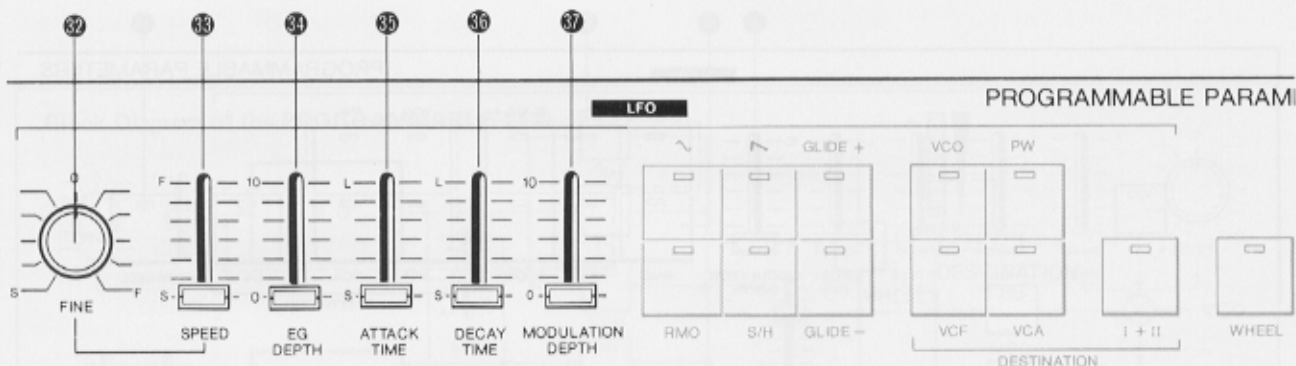 32 33 34 35 36 37
LFO
PROGRAMMABLE
GLIDE + VCO PW
0
F 10 L L 10
S F S 0 S S 0
FINE
SPEED EG DEPTH ATTACK TIME DECAY TIME MODULATION DEPTH
RMO S/H GLIDE − VCF VCA I + II WHEEL
DESTINATION